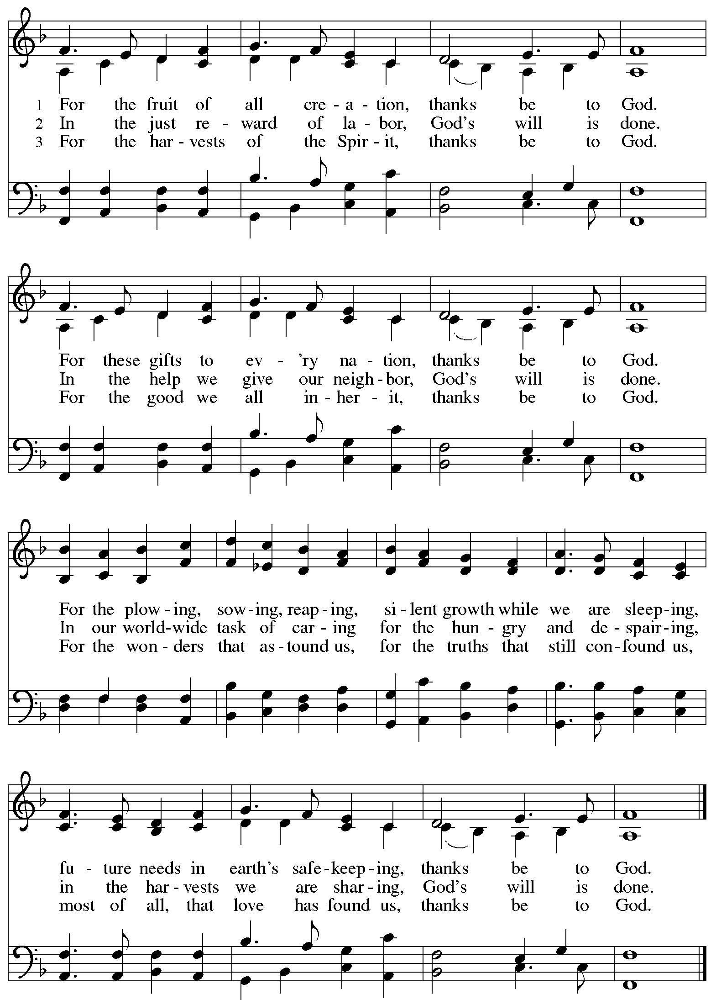 1 For the fruit of all cre - a - tion, thanks be to God.
2 In the just re - ward of la - bor, God's will is done.
3 For the har - vests of the Spir - it, thanks be to God.
For these gifts to ev - 'ry na - tion, thanks be to God.
In the help we give our neigh - bor, God's will is done.
For the good we all in - her - it, thanks be to God.
For the plow - ing, sow - ing, reap - ing, si - lent growth while we are sleep - ing,
In our world - wide task of car - ing for the hun - gry and de - spair - ing,
For the won - ders that as - tound us, for the truths that still con - found us,
fu - ture needs in earth's safe - keep - ing, thanks be to God.
in the har - vests we are shar - ing, God's will is done.
most of all, that love has found us, thanks be to God.